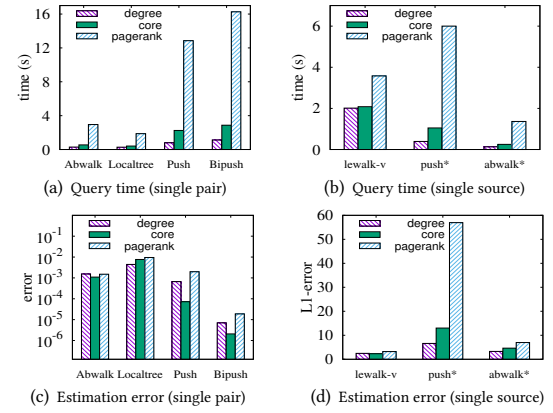 degree
core
pagerank
time (s)
16
12
8
4
0
Abwalk Localtree Push Bipush
(a) Query time (single pair)
degree
core
pagerank
time (s)
6
4
2
0
lewalk-v push* abwalk*
(b) Query time (single source)
degree
core
pagerank
error
10⁻¹
10⁻²
10⁻³
10⁻⁴
10⁻⁵
10⁻⁶
Abwalk Localtree Push Bipush
(c) Estimation error (single pair)
degree
core
pagerank
L1-error
60
50
40
30
20
10
0
lewalk-v push* abwalk*
(d) Estimation error (single source)